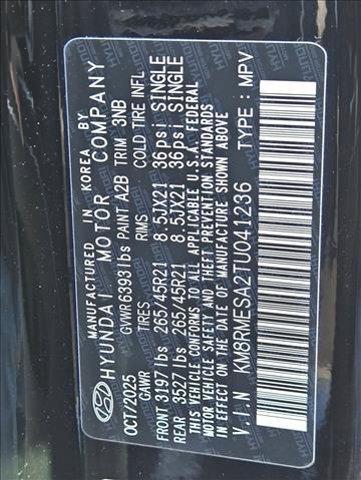 MANUFACTURED IN KOREA BY
HYUNDAI MOTOR COMPANY
OCT/2025 GVWR 6393 lbs PAINT A2B TRIM 3NB
GAWR TIRES RIMS COLD TIRE INFL
FRONT 3197 lbs 265/45R21 8.5JX21 36psi SINGLE
REAR 3527 lbs 265/45R21 8.5JX21 36psi SINGLE
THIS VEHICLE CONFORMS TO ALL APPLICABLE U.S.A. FEDERAL
MOTOR VEHICLE SAFETY AND THEFT PREVENTION STANDARDS
IN EFFECT ON THE DATE OF MANUFACTURE SHOWN ABOVE
V.I.N KM8RMESA2TU041236 TYPE : MPV